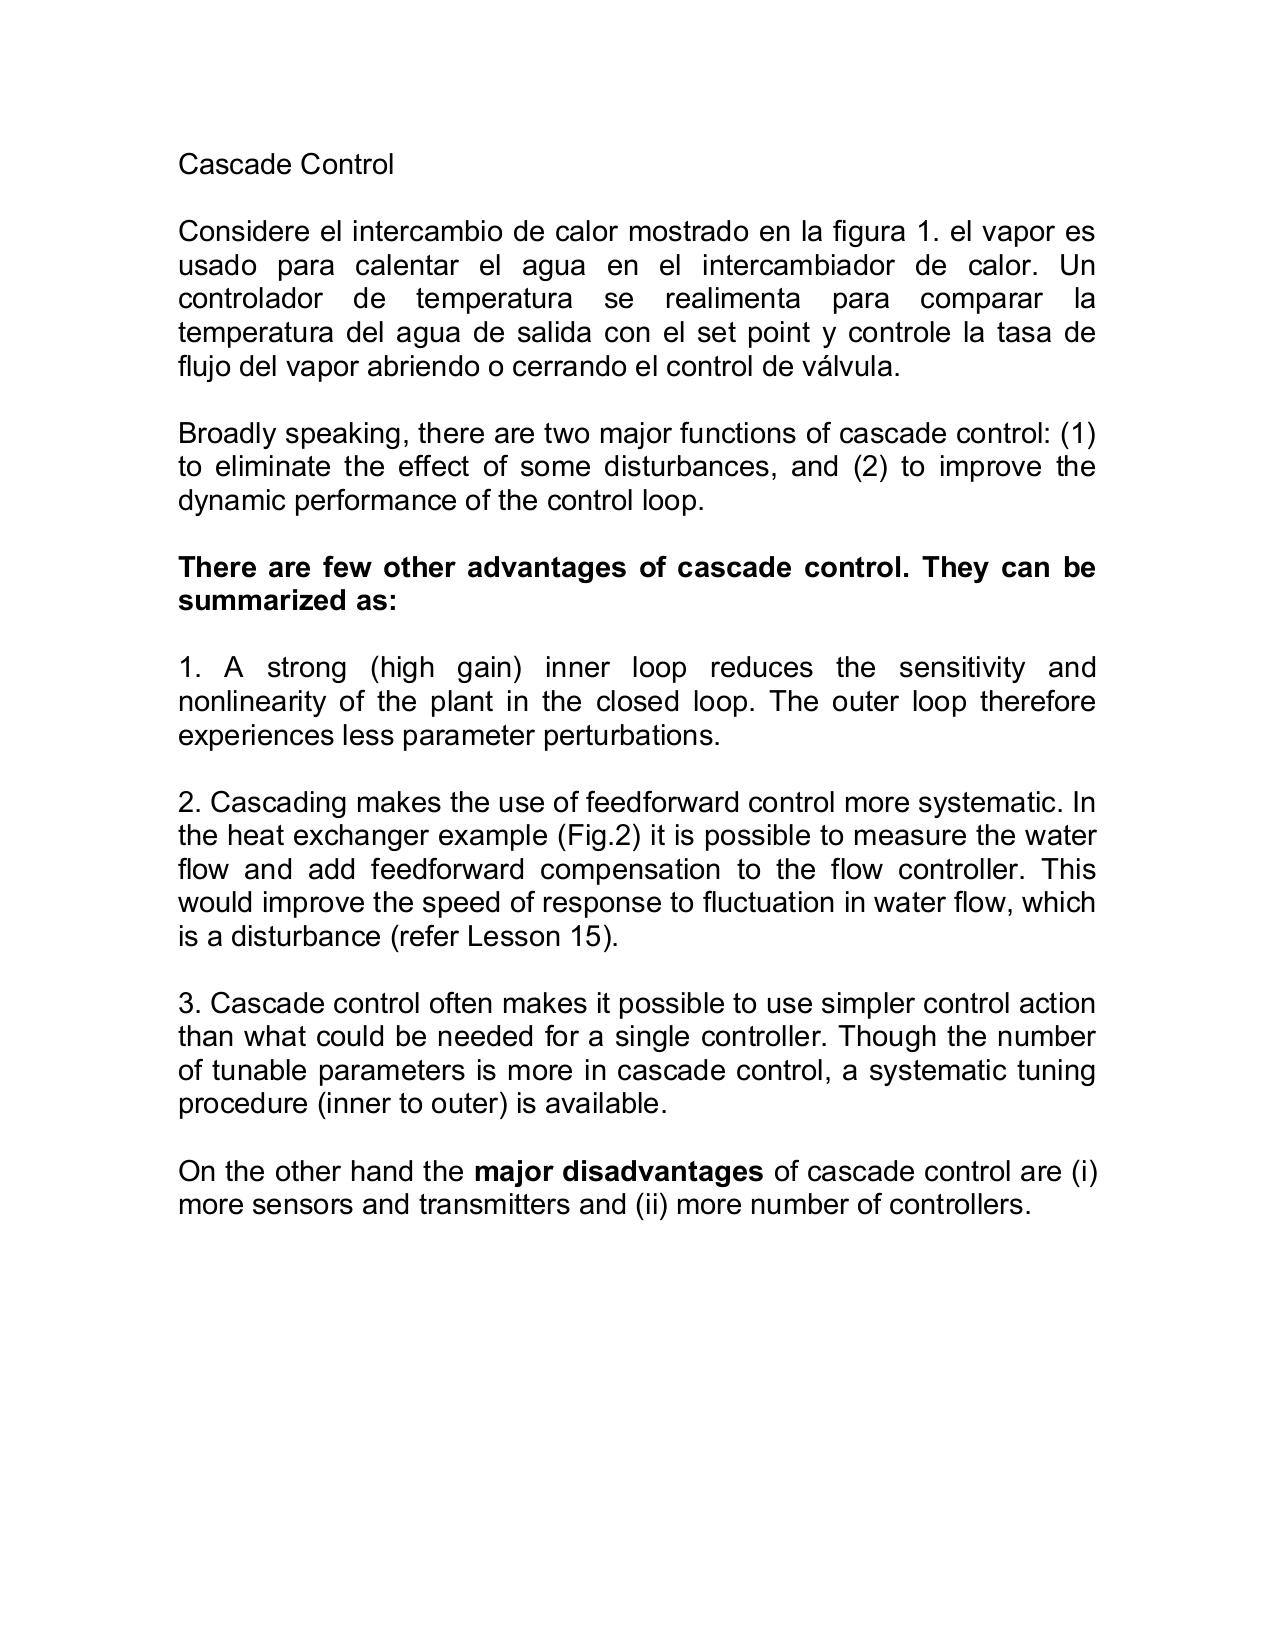 Cascade Control
Considere el intercambio de calor mostrado en la figura 1. el vapor es
usado para calentar el agua en el intercambiador de calor. Un
controlador de temperatura se realimenta para comparar la
temperatura del agua de salida con el set point y controle la tasa de
flujo del vapor abriendo o cerrando el control de válvula.
Broadly speaking, there are two major functions of cascade control: (1)
to eliminate the effect of some disturbances, and (2) to improve the
dynamic performance of the control loop.
There are few other advantages of cascade control. They can be
summarized as:
1. A strong (high gain) inner loop reduces the sensitivity and
nonlinearity of the plant in the closed loop. The outer loop therefore
experiences less parameter perturbations.
2. Cascading makes the use of feedforward control more systematic. In
the heat exchanger example (Fig.2) it is possible to measure the water
flow and add feedforward compensation to the flow controller. This
would improve the speed of response to fluctuation in water flow, which
is a disturbance (refer Lesson 15).
3. Cascade control often makes it possible to use simpler control action
than what could be needed for a single controller. Though the number
of tunable parameters is more in cascade control, a systematic tuning
procedure (inner to outer) is available.
On the other hand the major disadvantages of cascade control are (i)
more sensors and transmitters and (ii) more number of controllers.